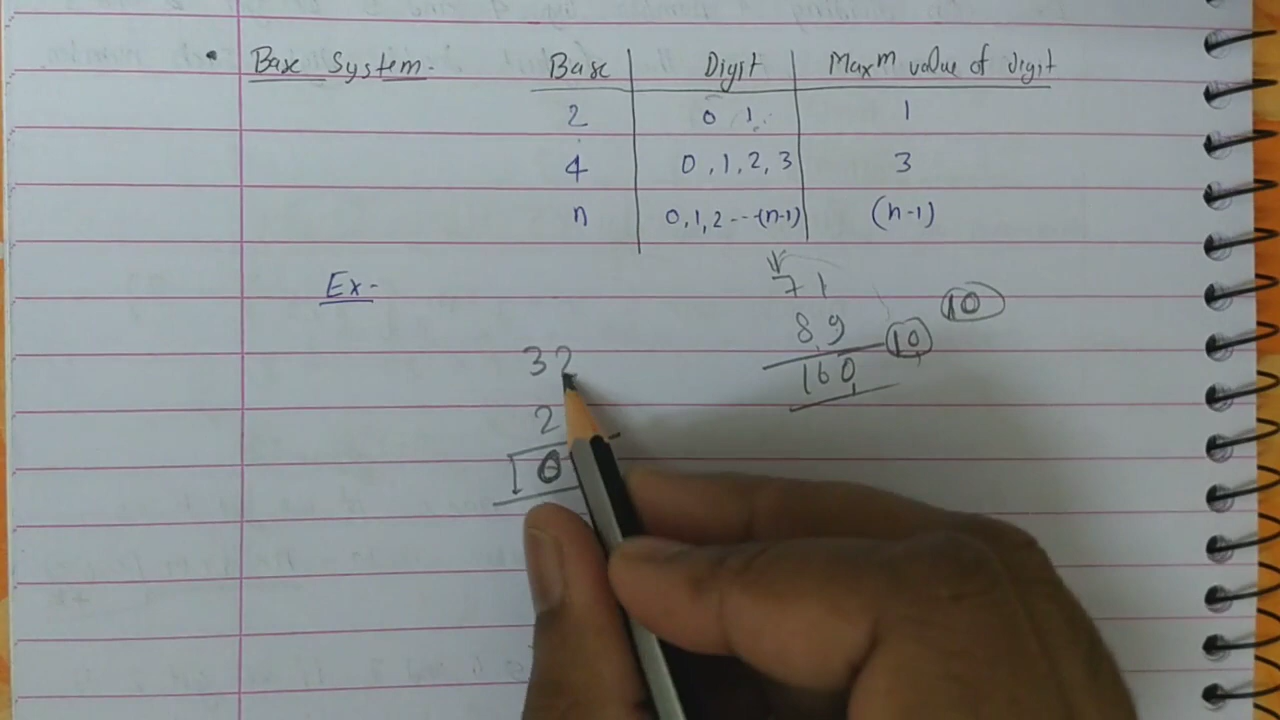 • Base System. Base Digit Maxm value of digit
2 0 1 1
4 0, 1, 2, 3 3
n 0, 1, 2 --- (n-1) (n-1)
Ex-
71
10
89 10
32
160
2
10